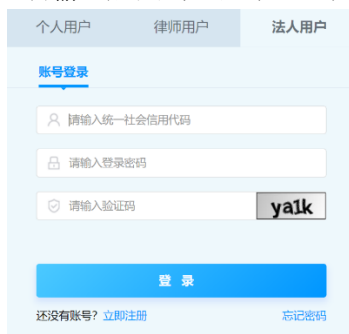 个人用户 律师用户 法人用户
账号登录
请输入统一社会信用代码
请输入登录密码
请输入验证码 ya1k
登 录
还没有账号? 立即注册 忘记密码